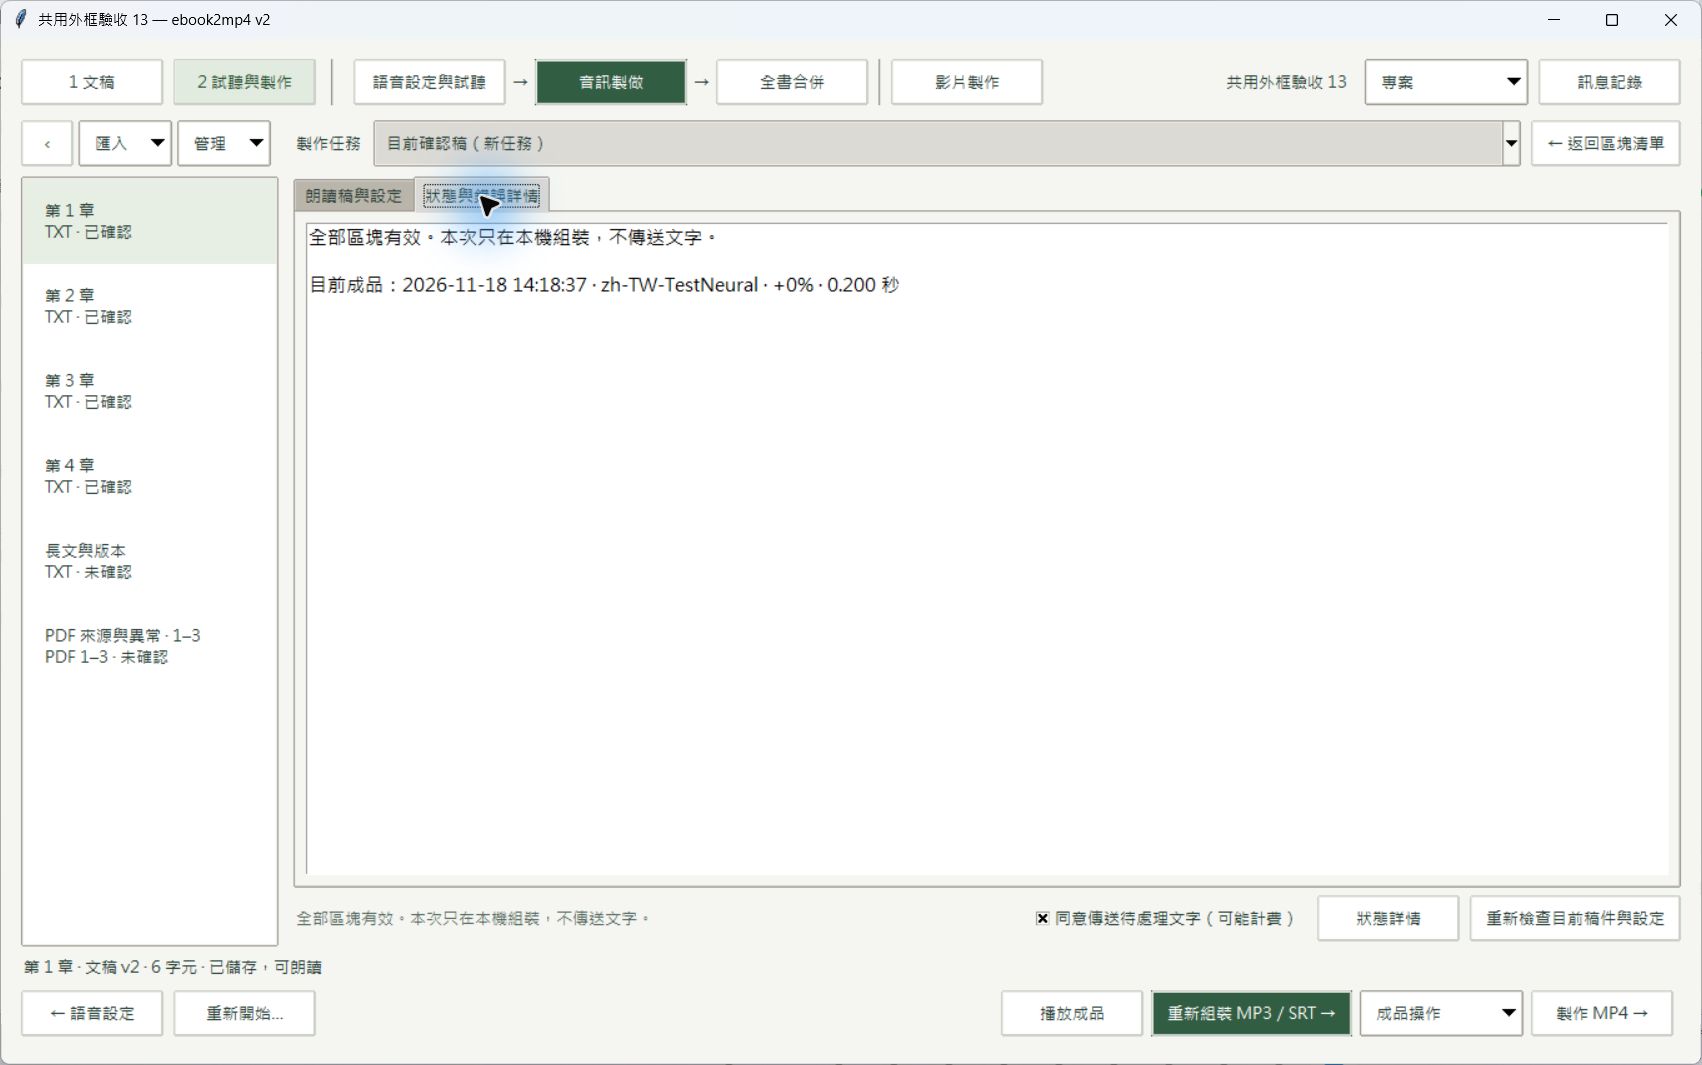 共用外框驗收 13 — ebook2mp4 v2
1 文稿
2 試聽與製作
語音設定與試聽
→
音訊製做
→
全書合併
影片製作
共用外框驗收 13
專案
訊息記錄
‹
匯入
管理
製作任務
目前確認稿（新任務）
← 返回區塊清單
第 1 章
TXT · 已確認
第 2 章
TXT · 已確認
第 3 章
TXT · 已確認
第 4 章
TXT · 已確認
長文與版本
TXT · 未確認
PDF 來源與異常 · 1–3
PDF 1–3 · 未確認
朗讀稿與設定
狀態與錯誤詳情
全部區塊有效。本次只在本機組裝，不傳送文字。
目前成品：2026-11-18 14:18:37 · zh-TW-TestNeural · +0% · 0.200 秒
全部區塊有效。本次只在本機組裝，不傳送文字。
同意傳送待處理文字（可能計費）
狀態詳情
重新檢查目前稿件與設定
第 1 章 · 文稿 v2 · 6 字元 · 已儲存，可朗讀
← 語音設定
重新開始...
播放成品
重新組裝 MP3 / SRT →
成品操作
製作 MP4 →